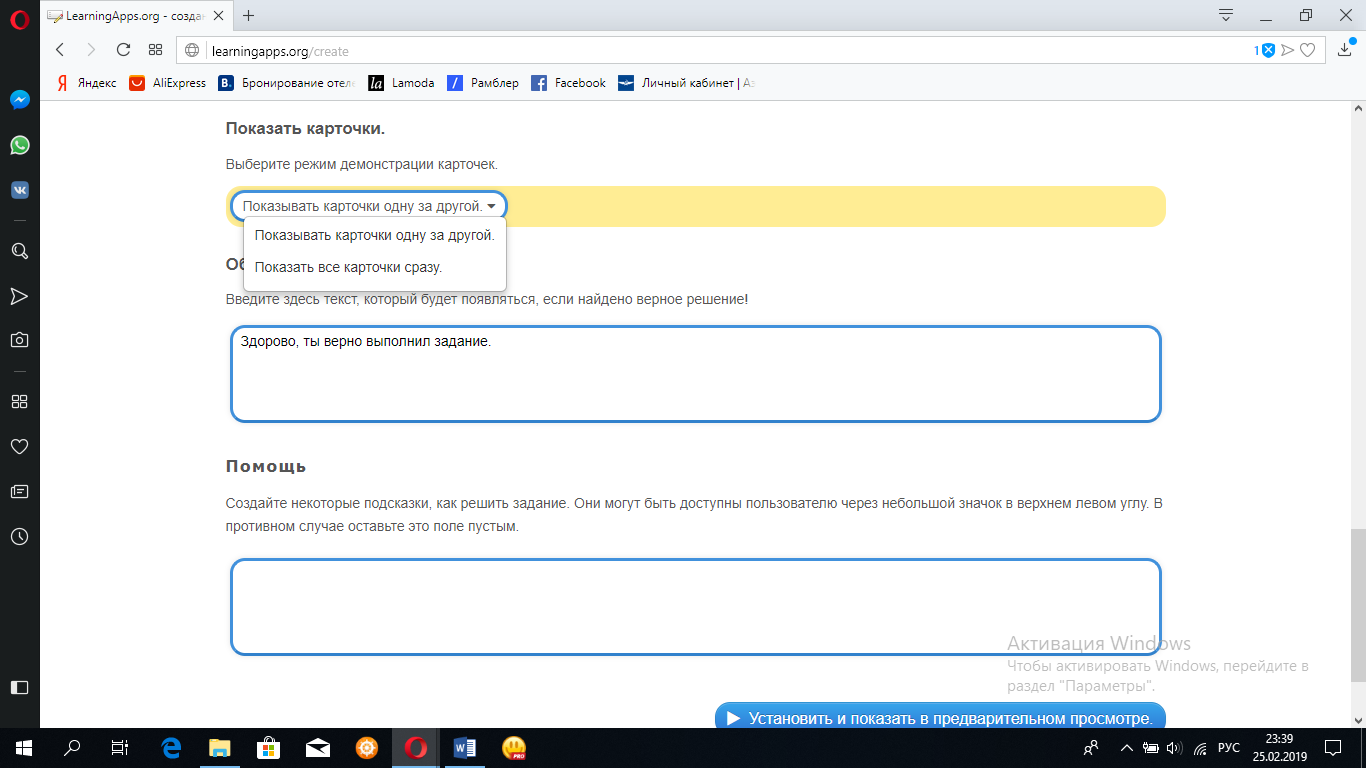 LearningApps.org - создан
learningapps.org/create
1
Яндекс
AliExpress
B.
Бронирование отеле
la
Lamoda
Рамблер
Facebook
Личный кабинет | Аэ
Показать карточки.
Выберите режим демонстрации карточек.
Показывать карточки одну за другой.
Показывать карточки одну за другой.
Показать все карточки сразу.
Введите здесь текст, который будет появляться, если найдено верное решение!
Здорово, ты верно выполнил задание.
Помощь
Создайте некоторые подсказки, как решить задание. Они могут быть доступны пользователю через небольшой значок в верхнем левом углу. В
противном случае оставьте это поле пустым.
Активация Windows
Чтобы активировать Windows, перейдите в
раздел "Параметры".
Установить и показать в предварительном просмотре.
РУС
23:39
25.02.2019